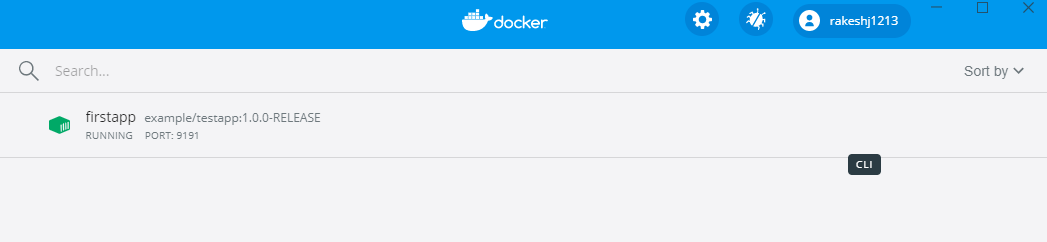 docker
rakeshj1213
Search...
Sort by
firstapp example/testapp:1.0.0-RELEASE
RUNNING PORT: 9191
CLI